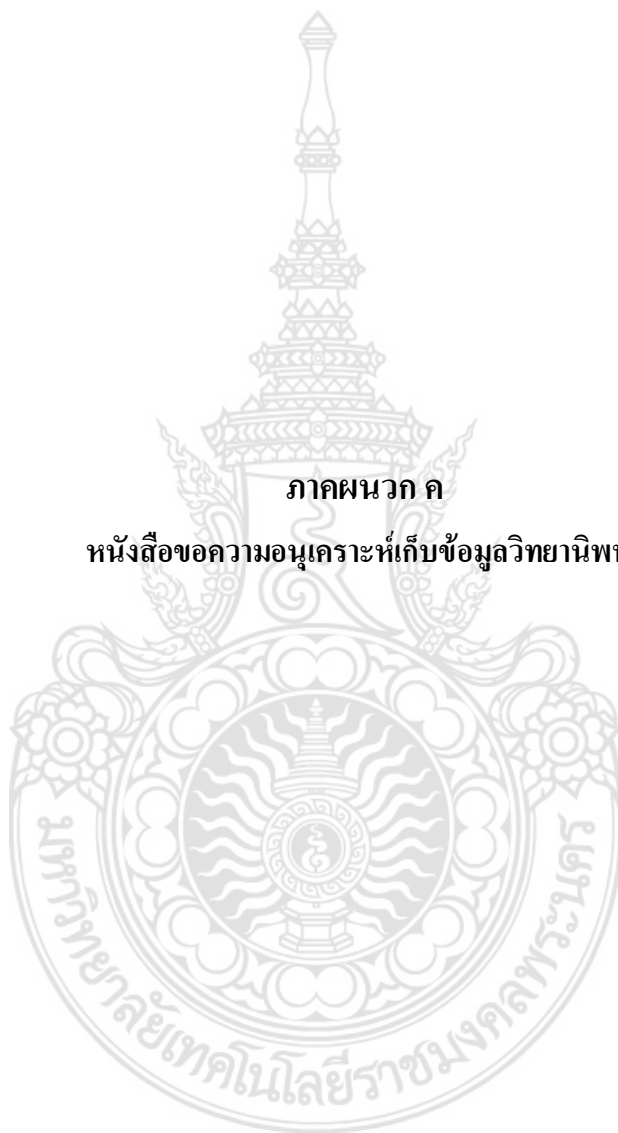 ภาคผนวก ค
หนังสือขอความอนุเคราะห์เก็บข้อมูลวิทยานิพ
มหาวิทยาลัยเทคโนโลยีราชมงคลพระนคร